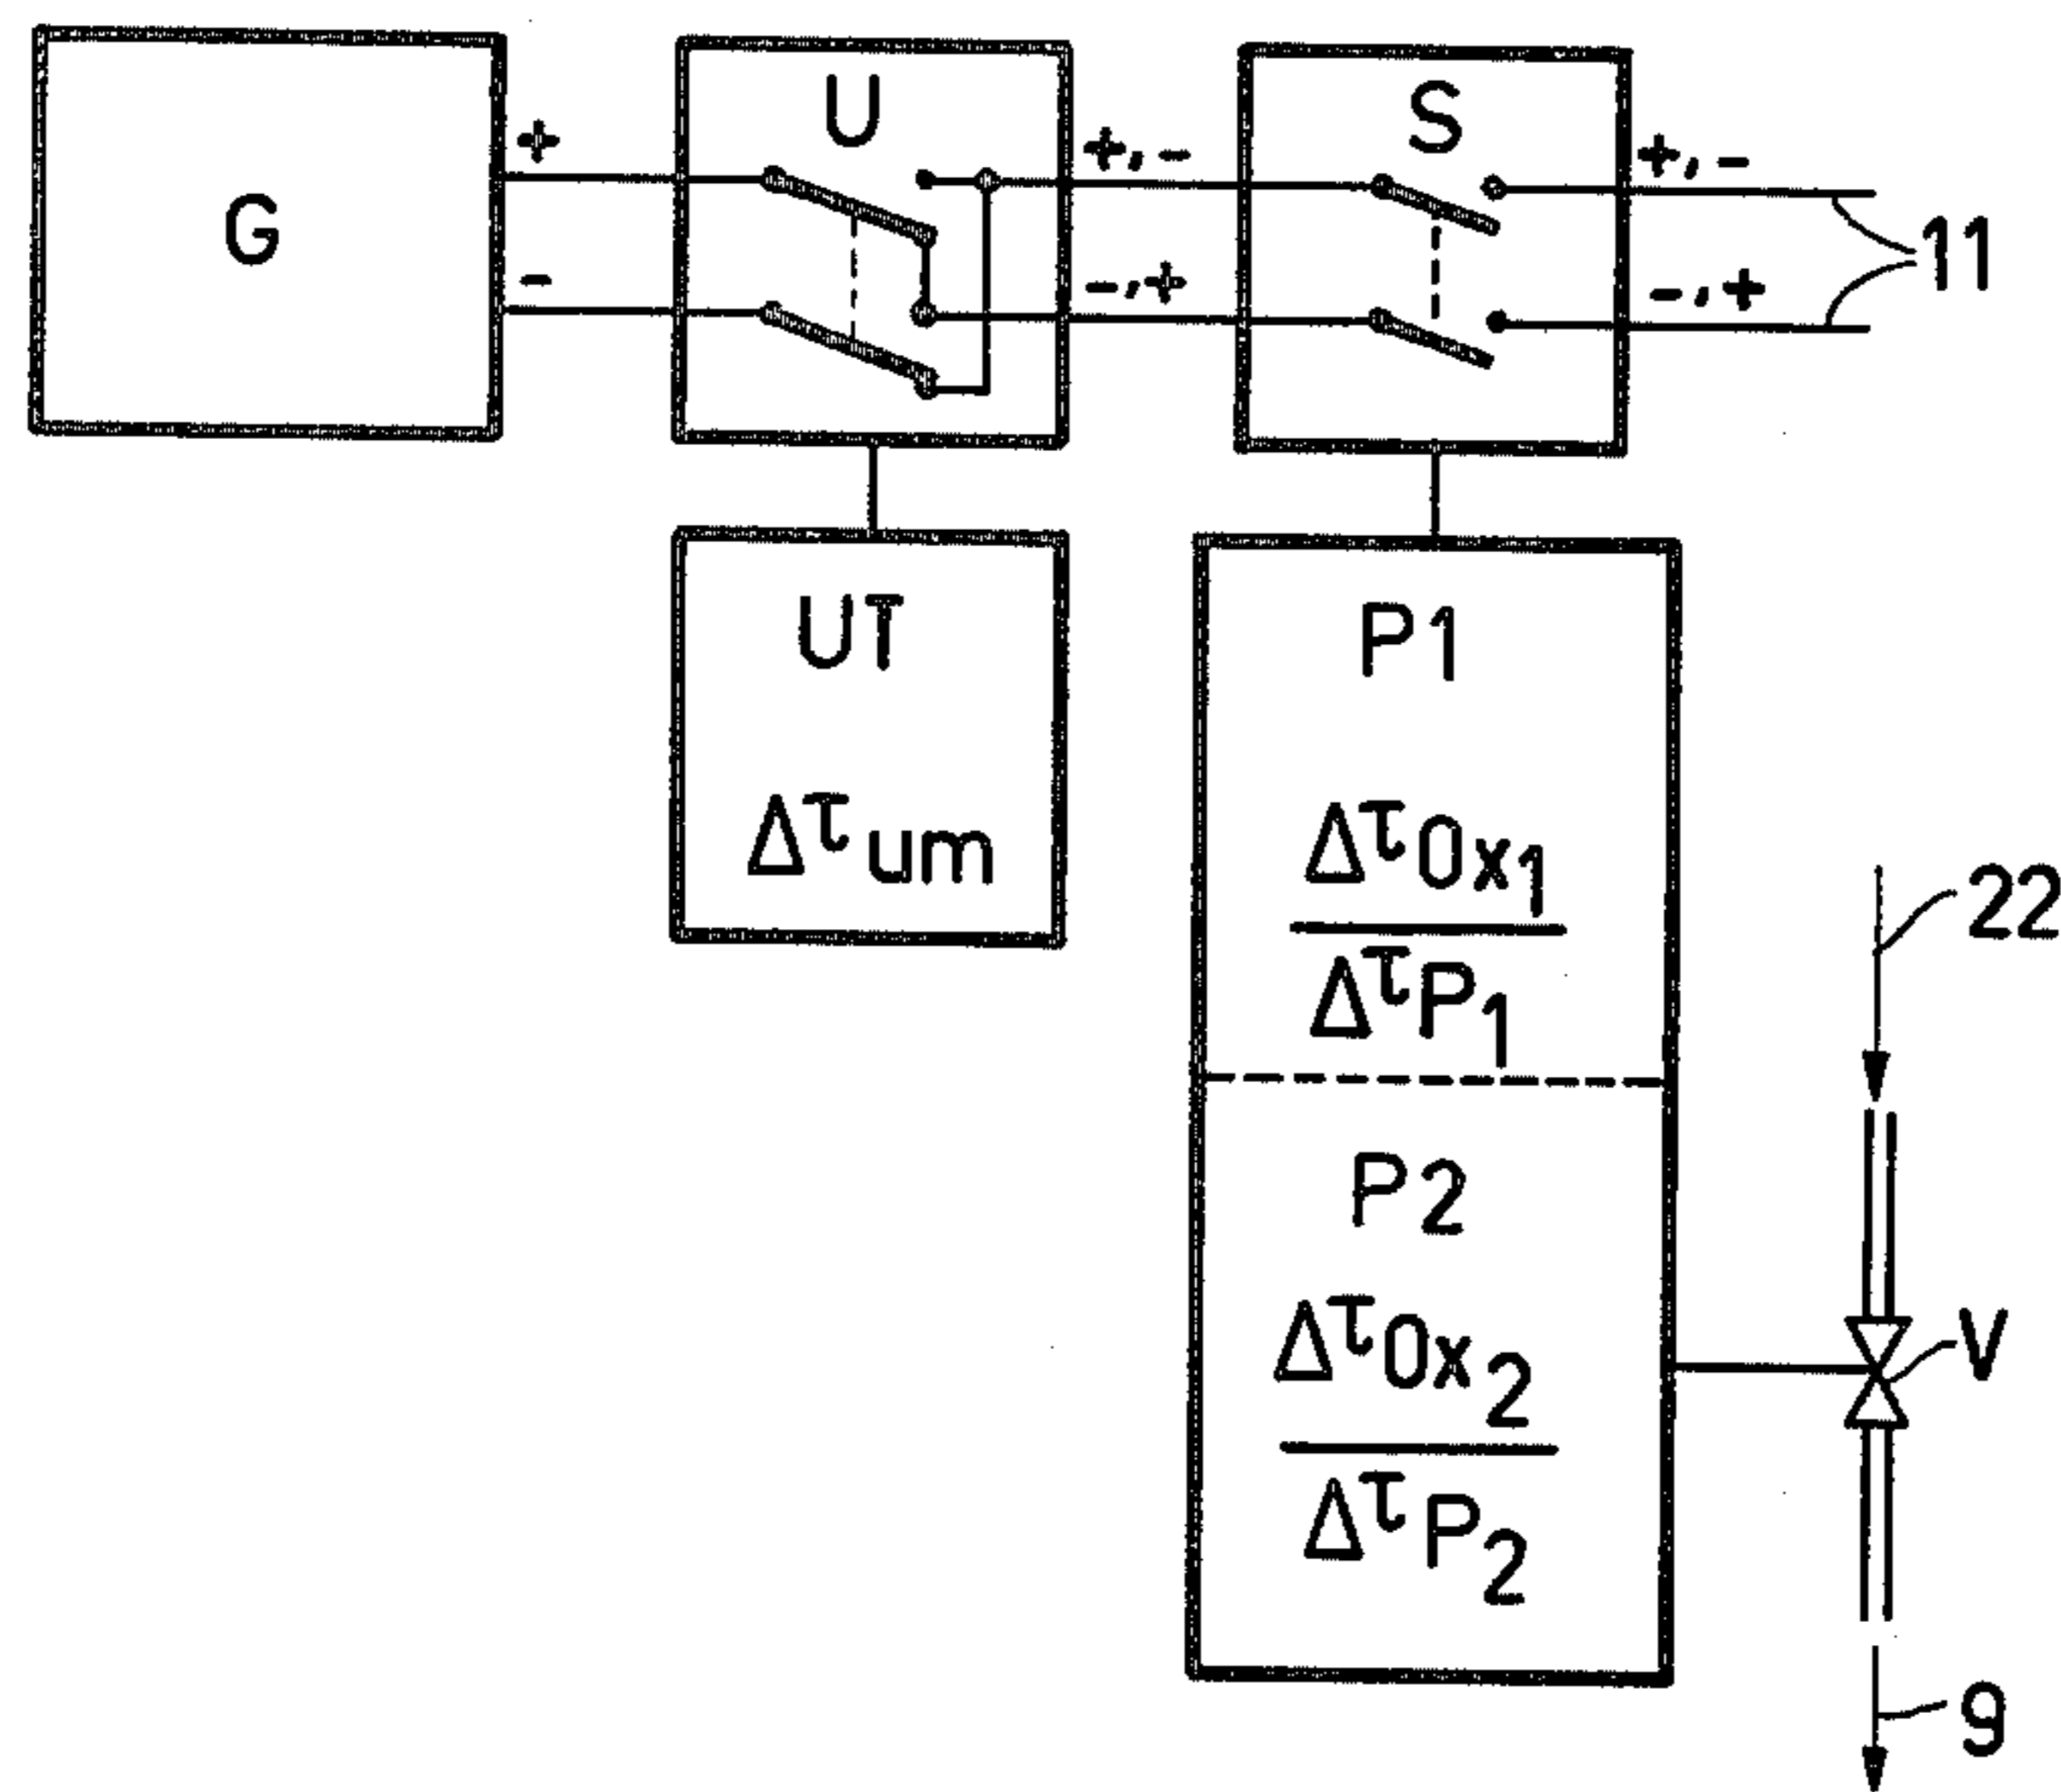 G
+
-
U
+,-
-,+
S
+,-
-,+
11
UT
Δτum
P1
Δτ0x1
ΔτP1
P2
Δτ0x2
ΔτP2
22
V
9